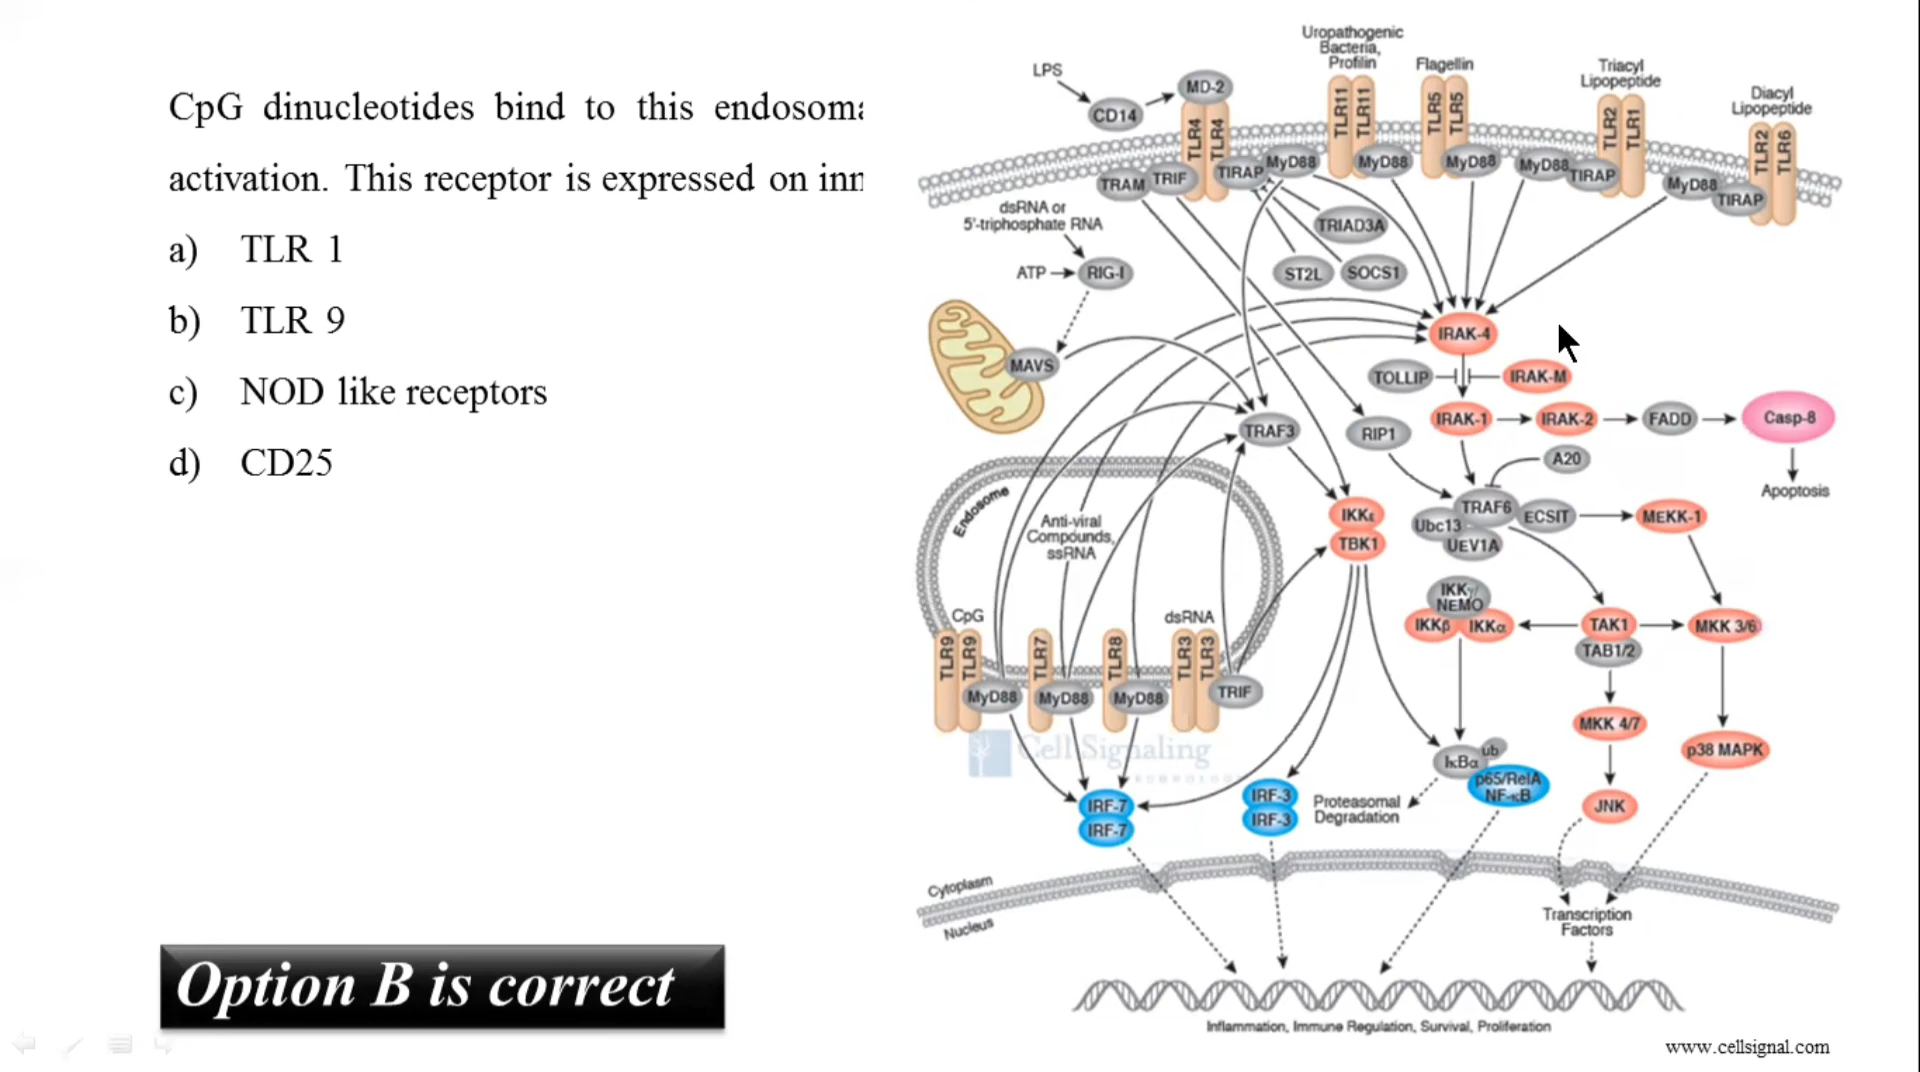 CpG dinucleotides bind to this endosoma
activation. This receptor is expressed on inn
a) TLR 1
b) TLR 9
c) NOD like receptors
d) CD25
Option B is correct
LPS
MD-2
CD14
TLR4
TLR4
Uropathogenic
Bacteria,
Profilin
TLR11
TLR11
Flagellin
TLR5
TLR5
Triacyl
Lipopeptide
TLR2
TLR1
Diacyl
Lipopeptide
TLR2
TLR6
TRAM
TRIF
TIRAP
MyD88
MyD88
MyD88
MyD88
TIRAP
MyD88
TIRAP
dsRNA or
5'-triphosphate RNA
ATP
RIG-I
TRIAD3A
ST2L
SOCS1
MAVS
IRAK-4
TOLLIP
IRAK-M
IRAK-1
IRAK-2
FADD
Casp-8
TRAF3
RIP1
A20
Apoptosis
Endosome
Anti-viral
Compounds,
ssRNA
IKKε
TBK1
TRAF6
Ubc13
UEV1A
ECSIT
MEKK-1
IKKγ/
NEMO
IKKβ
IKKα
TAK1
TAB1/2
MKK 3/6
CpG
dsRNA
TLR9
TLR9
TLR7
TLR8
TLR3
TLR3
MyD88
MyD88
MyD88
TRIF
MKK 4/7
p38 MAPK
Cell Signaling
IκBα
ub
p65/RelA
NF-κB
JNK
IRF-7
IRF-7
IRF-3
IRF-3
Proteasomal
Degradation
Cytoplasm
Nucleus
Transcription
Factors
Inflammation, Immune Regulation, Survival, Proliferation
www.cellsignal.com